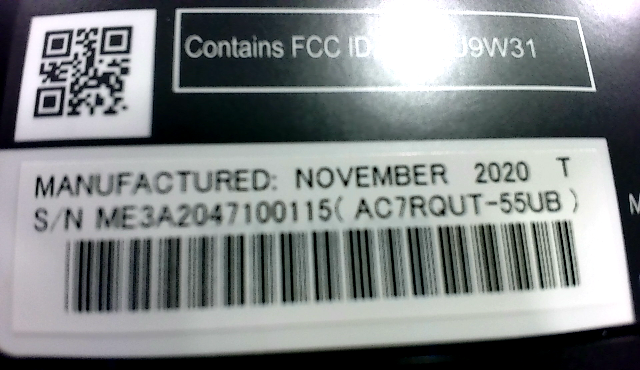 Contains FCC ID
MANUFACTURED: NOVEMBER 2020 T
S/N ME3A2047100115( AC7RQUT-55UB )